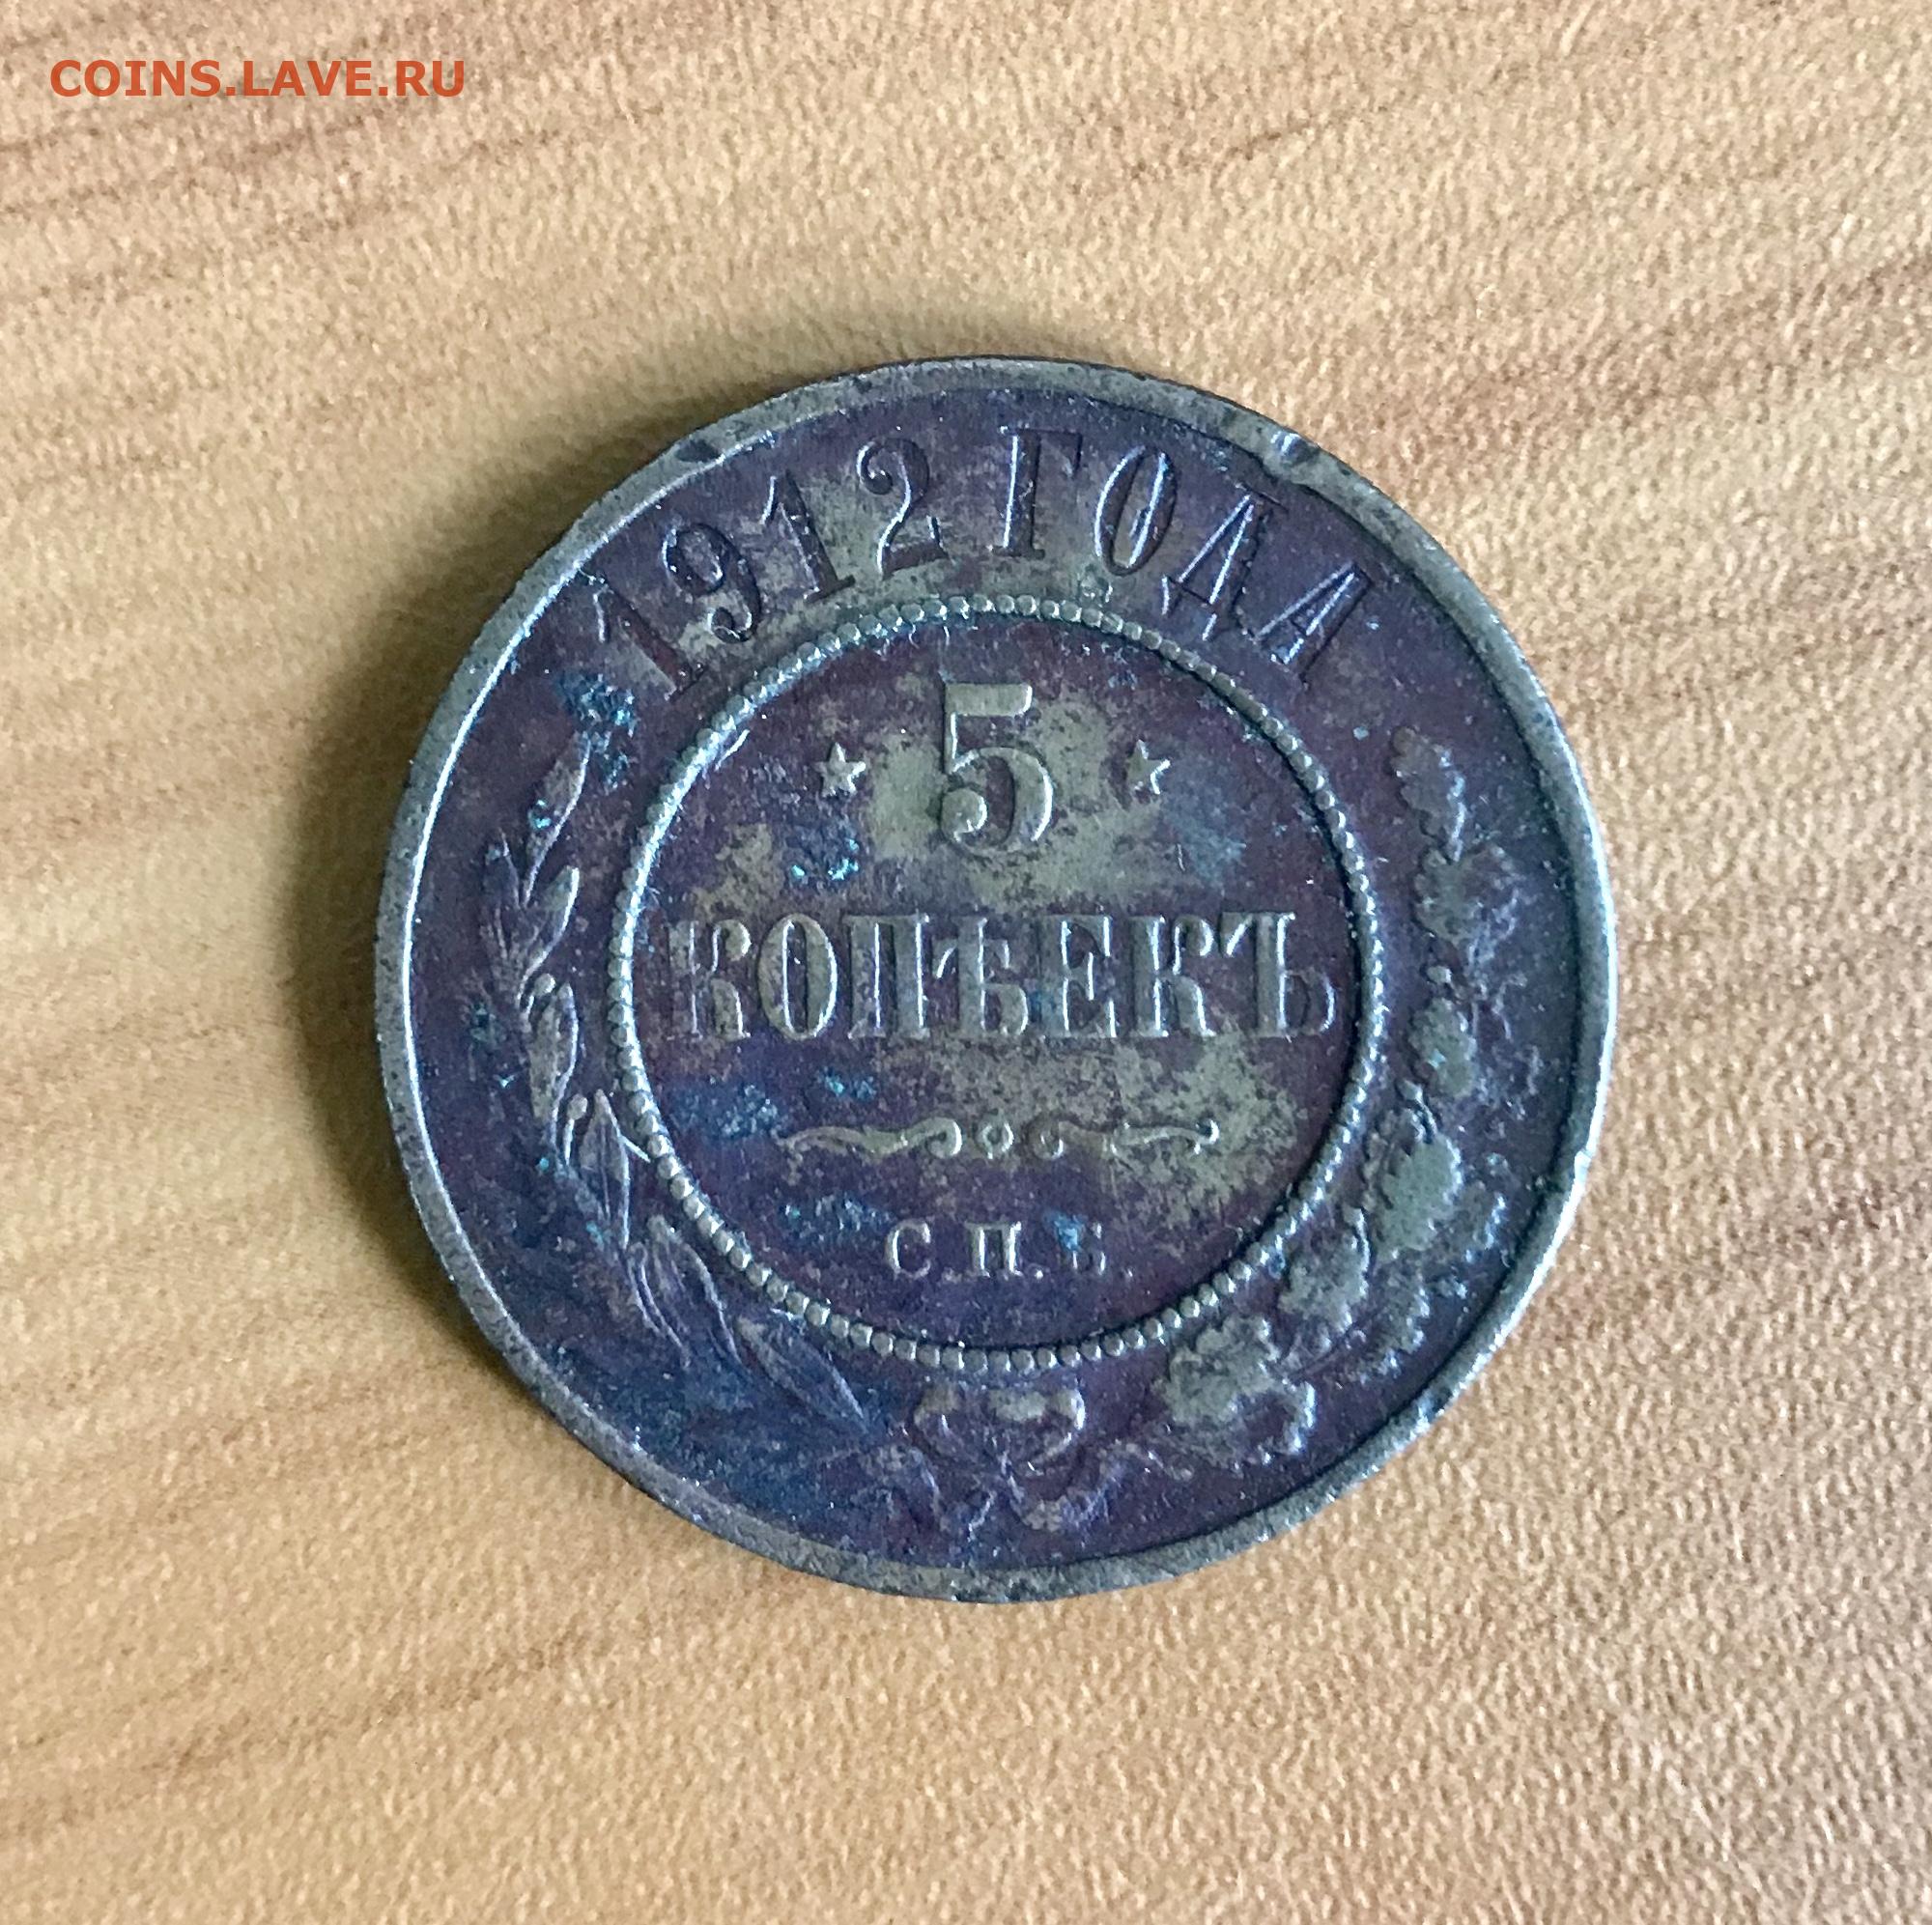 COINS.LAVE.RU
1912 ГОДА
5
КОПѢЕКЪ
С.П.Б.